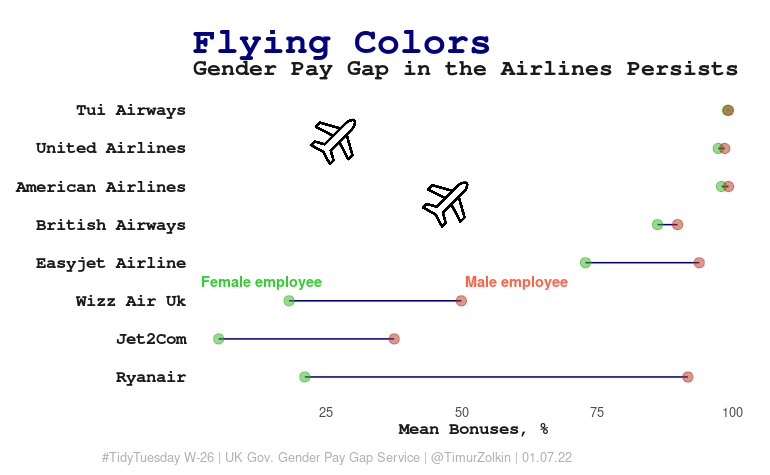 Flying Colors
Gender Pay Gap in the Airlines Persists
Tui Airways
United Airlines
American Airlines
British Airways
Easyjet Airline
Female employee
Male employee
Wizz Air Uk
Jet2Com
Ryanair
25 50 75 100
Mean Bonuses, %
#TidyTuesday W-26 | UK Gov. Gender Pay Gap Service | @TimurZolkin | 01.07.22